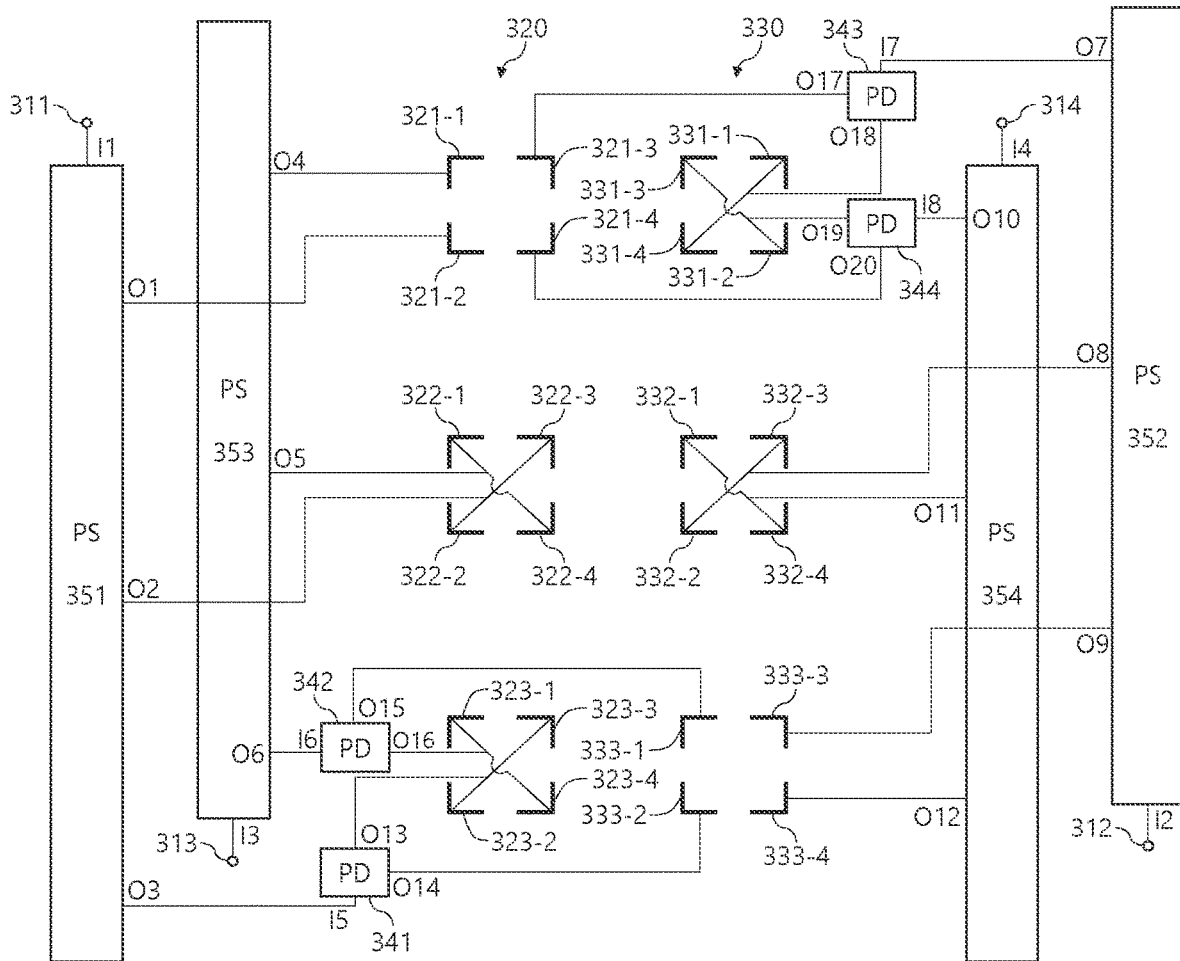 320
330
343
I7
O7
311
I1
321-1
O17
PD
314
I4
O4
321-3
331-1
O18
331-3
321-4
I8
O10
O19
PD
331-4
O20
O1
321-2
331-2
344
O8
PS
353
322-1
322-3
332-1
332-3
PS
352
O5
O11
PS
351
PS
354
O2
322-2
322-4
332-2
332-4
O9
342
323-1
333-3
O15
323-3
O6
I6
PD
O16
333-1
323-4
333-2
O12
I3
313
O13
323-2
333-4
312
I2
PD
O14
O3
I5
341